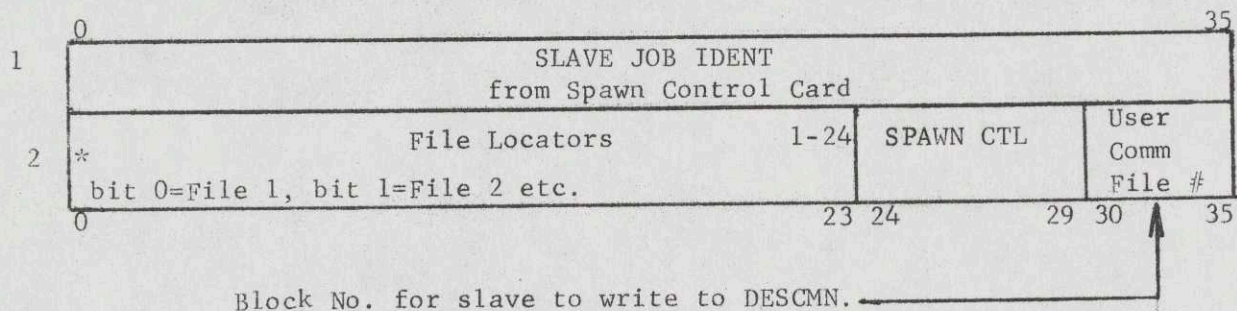 0 35
1 SLAVE JOB IDENT
from Spawn Control Card
2 * File Locators 1-24 SPAWN CTL User
Comm
bit 0=File 1, bit 1=File 2 etc. File #
0 23 24 29 30 35
Block No. for slave to write to DESCMN.